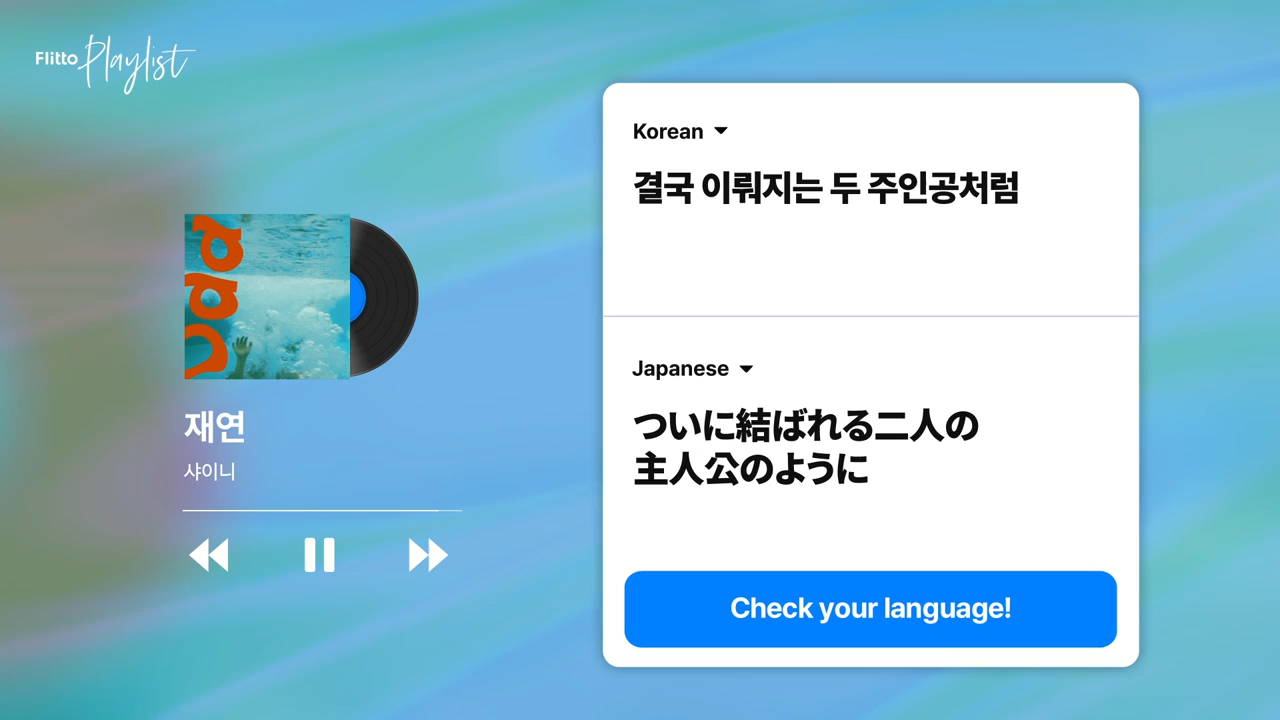 Flitto Playlist
Korean
결국 이뤄지는 두 주인공처럼
재연
샤이니
Japanese
ついに結ばれる二人の
主人公のように
Check your language!